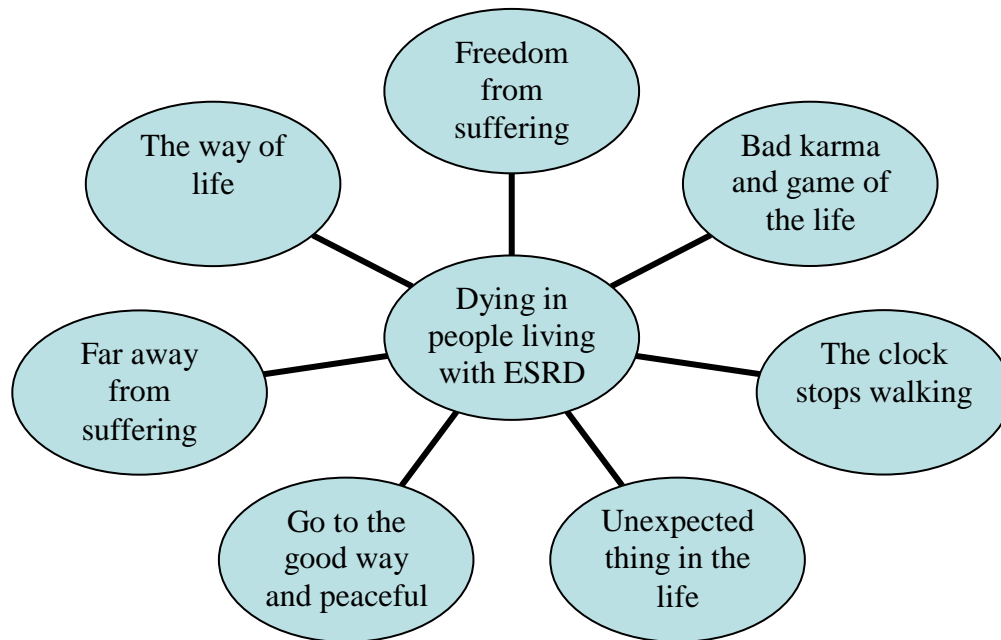 Freedom
from
suffering
The way of
life
Bad karma
and game of
the life
Dying in
people living
with ESRD
Far away
from
suffering
The clock
stops walking
Go to the
good way
and peaceful
Unexpected
thing in the
life